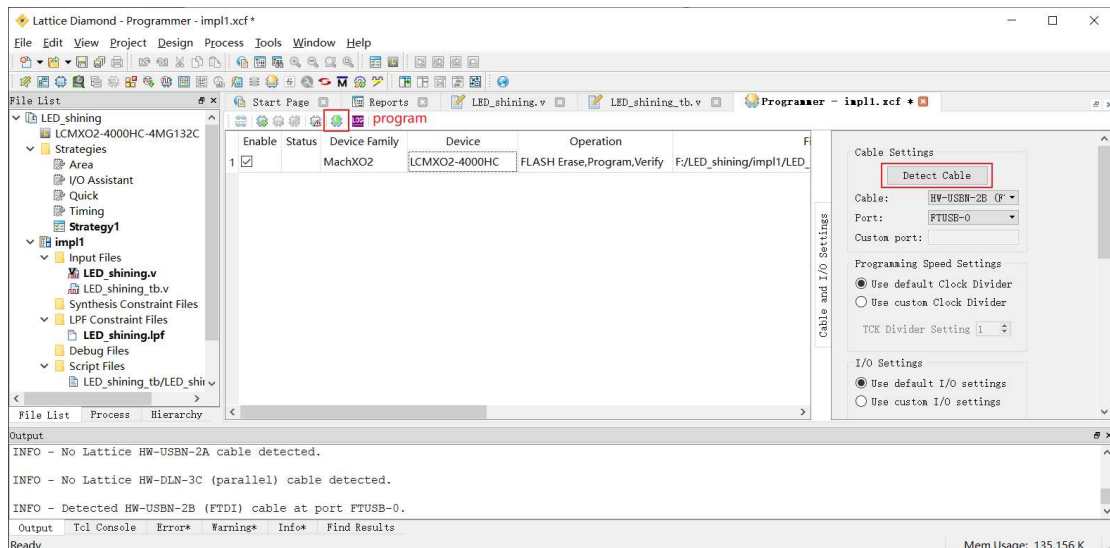 Lattice Diamond - Programmer - impl1.xcf *
File Edit View Project Design Process Tools Window Help
File List
Start Page Reports LED_shining.v LED_shining_tb.v Programmer - impl1.xcf *
LED_shining
LCMXO2-4000HC-4MG132C
Strategies
Area
I/O Assistant
Quick
Timing
Strategy1
impl1
Input Files
LED_shining.v
LED_shining_tb.v
Synthesis Constraint Files
LPF Constraint Files
LED_shining.lpf
Debug Files
Script Files
LED_shining_tb/LED_shin
File List Process Hierarchy
program
Enable Status Device Family Device Operation Fi
1 MachXO2 LCMXO2-4000HC FLASH Erase,Program,Verify F:/LED_shining/impl1/LED_
Cable and I/O Settings
Cable Settings
Detect Cable
Cable: HW-USBN-2B (F
Port: FTUSB-0
Custom port:
Programming Speed Settings
Use default Clock Divider
Use custom Clock Divider
TCK Divider Setting 1
I/O Settings
Use default I/O settings
Use custom I/O settings
Output
INFO - No Lattice HW-USBN-2A cable detected.
INFO - No Lattice HW-DLN-3C (parallel) cable detected.
INFO - Detected HW-USBN-2B (FTDI) cable at port FTUSB-0.
Output Tcl Console Error* Warning* Info* Find Results
Ready
Mem Usage: 135,156 K